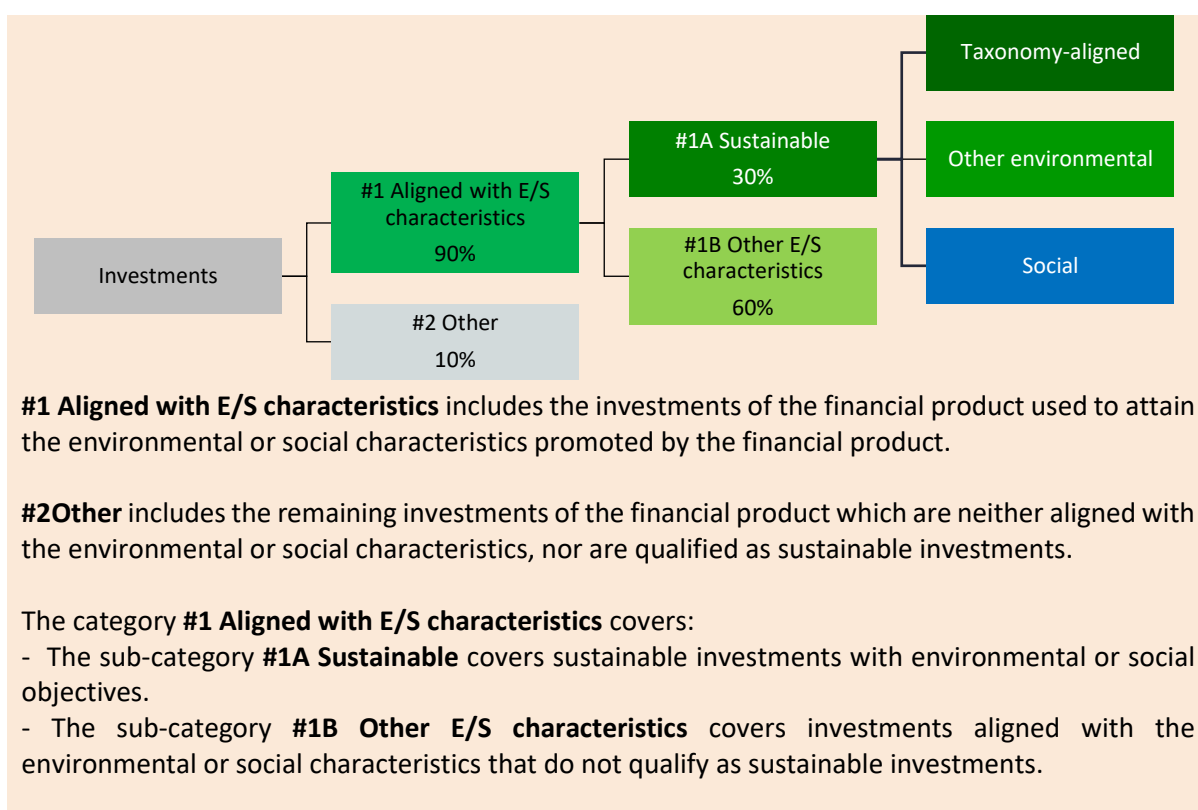 Taxonomy-aligned
#1A Sustainable
30%
Other environmental
#1 Aligned with E/S
characteristics
90%
#1B Other E/S
characteristics
60%
Social
Investments
#2 Other
10%
#1 Aligned with E/S characteristics includes the investments of the financial product used to attain
the environmental or social characteristics promoted by the financial product.
#2Other includes the remaining investments of the financial product which are neither aligned with
the environmental or social characteristics, nor are qualified as sustainable investments.
The category #1 Aligned with E/S characteristics covers:
- The sub-category #1A Sustainable covers sustainable investments with environmental or social
objectives.
- The sub-category #1B Other E/S characteristics covers investments aligned with the
environmental or social characteristics that do not qualify as sustainable investments.